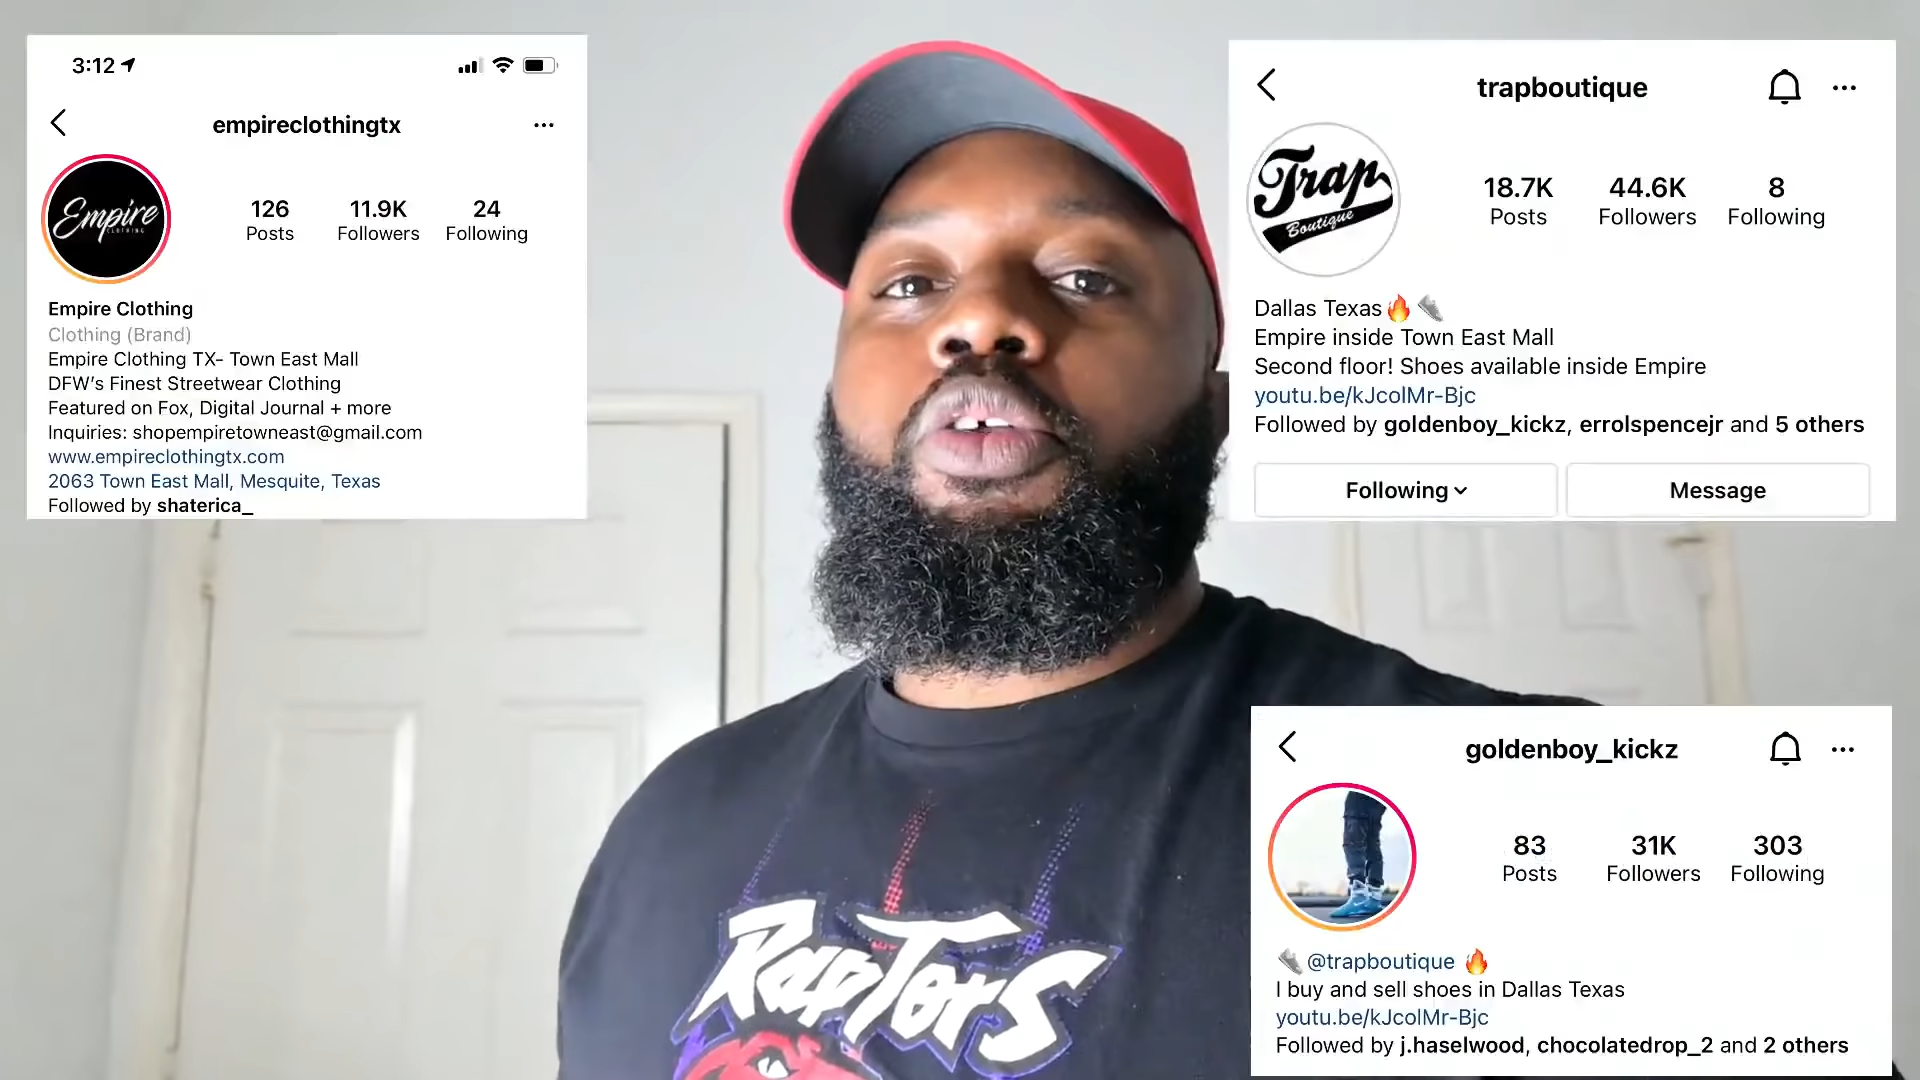 3:12
empireclothingtx
Empire
CLOTHING
126 11.9K 24
Posts Followers Following
Empire Clothing
Clothing (Brand)
Empire Clothing TX- Town East Mall
DFW's Finest Streetwear Clothing
Featured on Fox, Digital Journal + more
Inquiries: shopempiretowneast@gmail.com
www.empireclothingtx.com
2063 Town East Mall, Mesquite, Texas
Followed by shaterica_
trapboutique
Trap
Boutique
18.7K 44.6K 8
Posts Followers Following
Dallas Texas🔥👟
Empire inside Town East Mall
Second floor! Shoes available inside Empire
youtu.be/kJcolMr-Bjc
Followed by goldenboy_kickz, errolspencejr and 5 others
Following Message
goldenboy_kickz
83 31K 303
Posts Followers Following
👟@trapboutique 🔥
I buy and sell shoes in Dallas Texas
youtu.be/kJcolMr-Bjc
Followed by j.haselwood, chocolatedrop_2 and 2 others
RapTorS